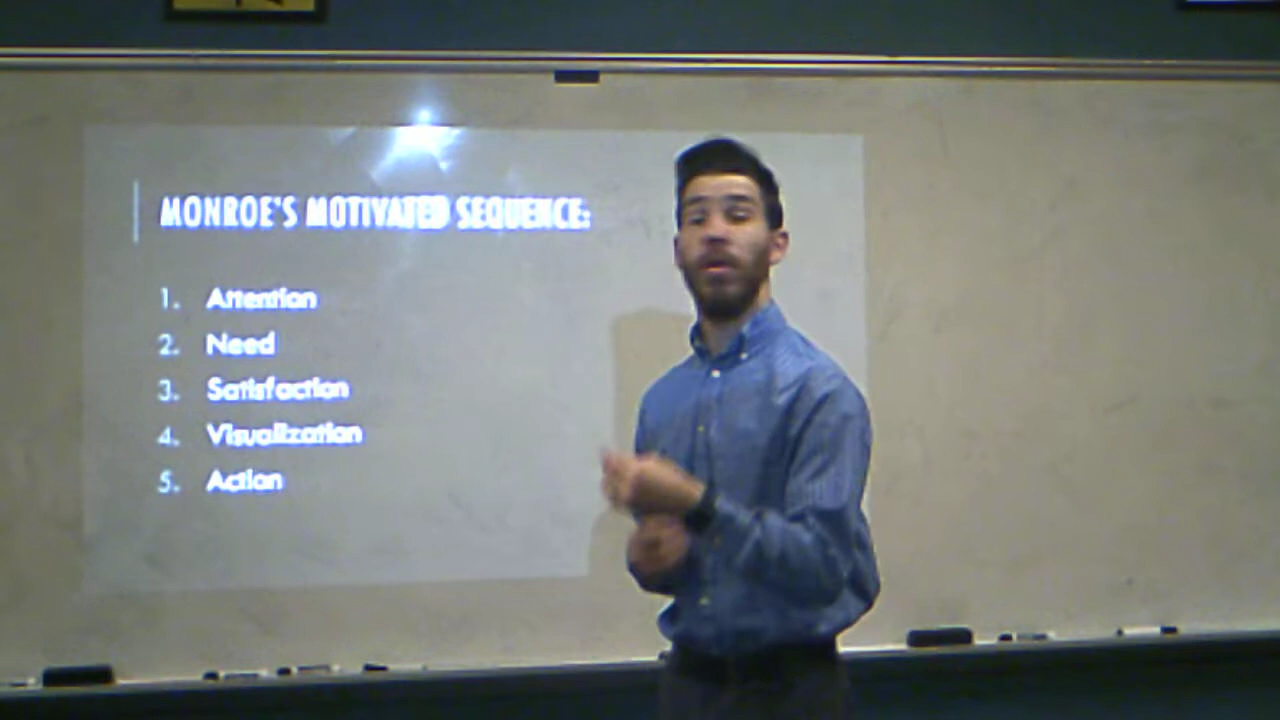 MONROE'S MOTIVATED SEQUENCE:
1. Attention
2. Need
3. Satisfaction
4. Visualization
5. Action